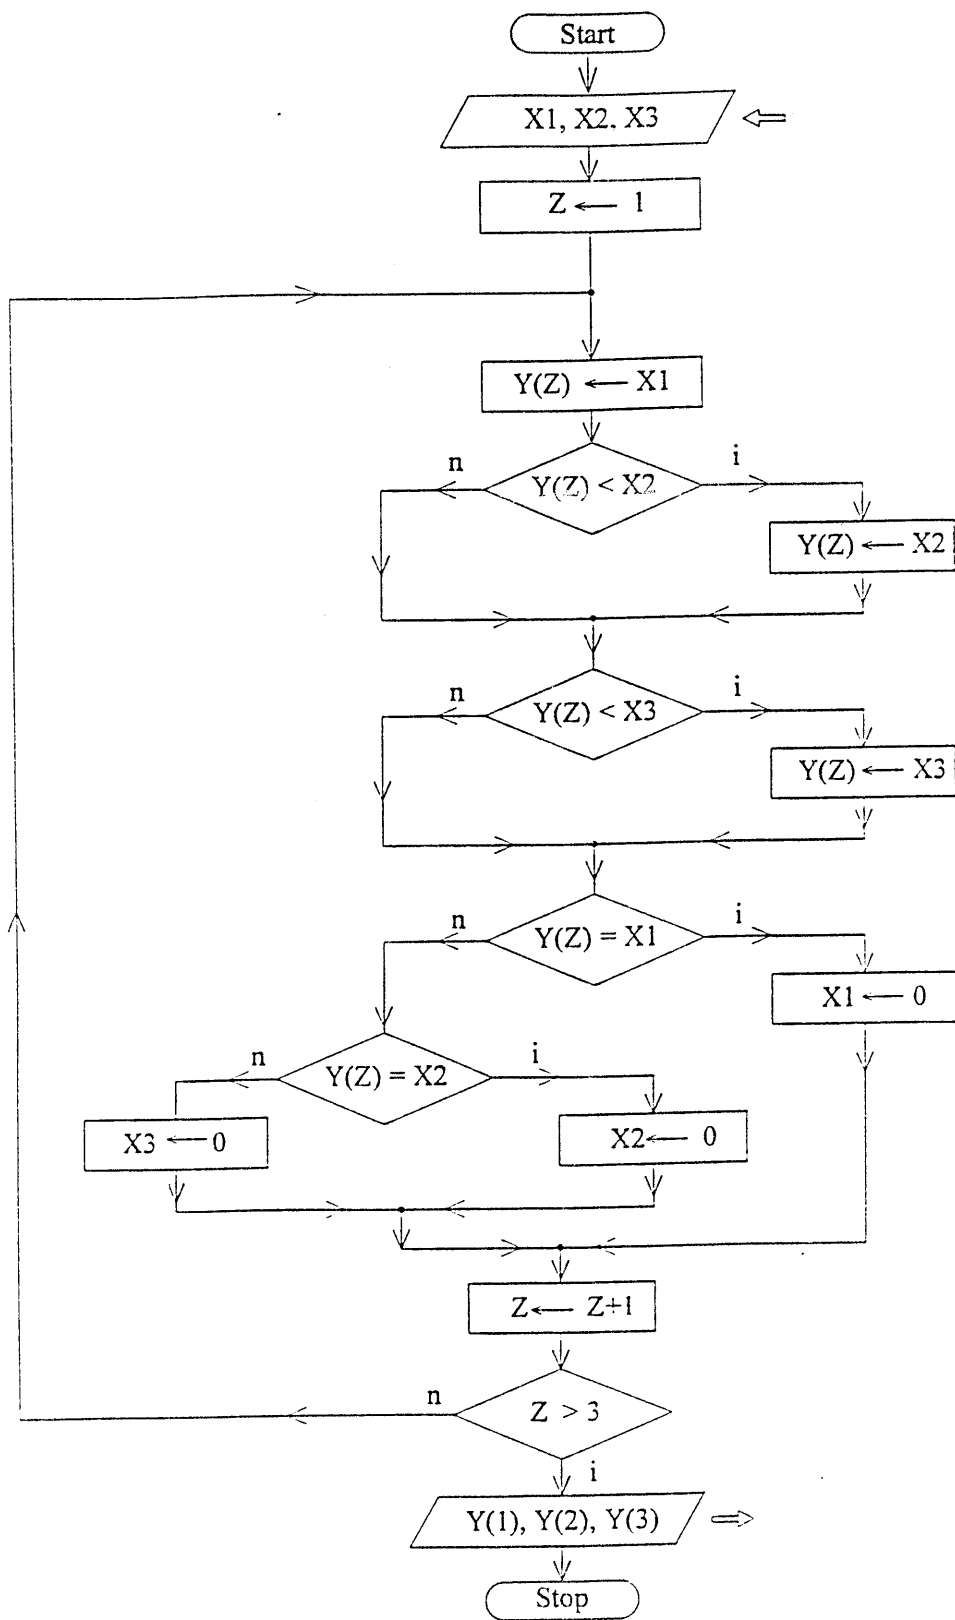 Start
X1, X2, X3
Z ← 1
Y(Z) ← X1
n
Y(Z) < X2
i
Y(Z) ← X2
n
Y(Z) < X3
i
Y(Z) ← X3
n
Y(Z) = X1
i
X1 ← 0
n
Y(Z) = X2
i
X3 ← 0
X2 ← 0
Z ← Z+1
n
Z > 3
i
Y(1), Y(2), Y(3)
Stop